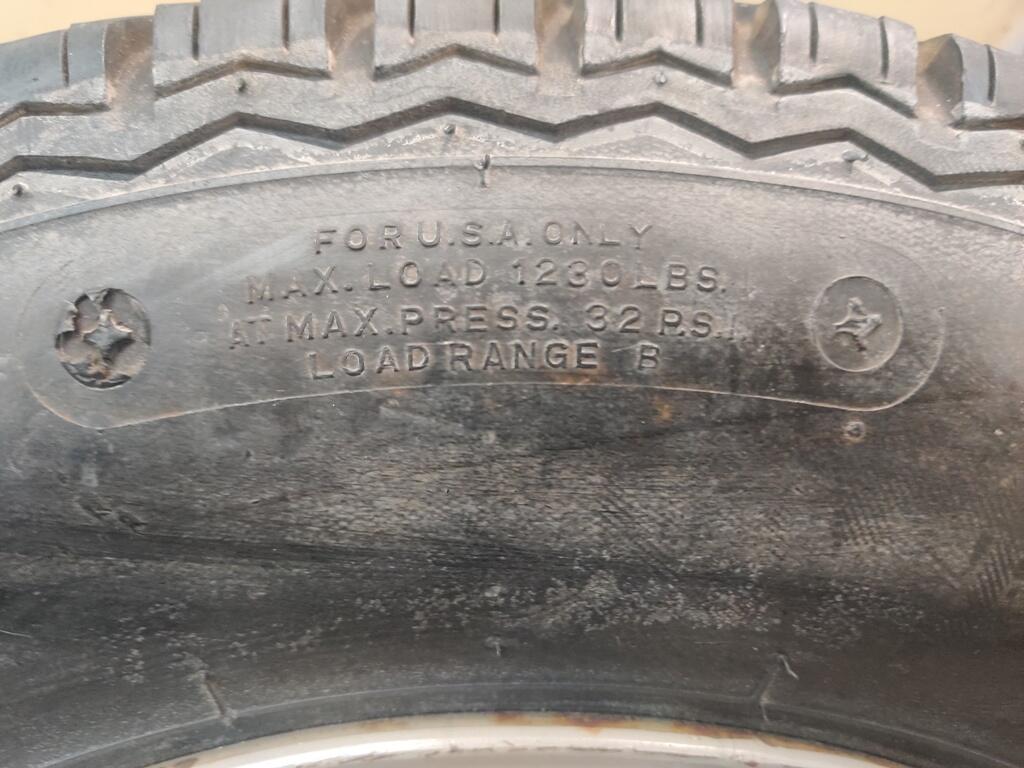 FOR U.S.A. ONLY
MAX. LOAD 1230 LBS.
AT MAX. PRESS. 32 P.S.I
LOAD RANGE B